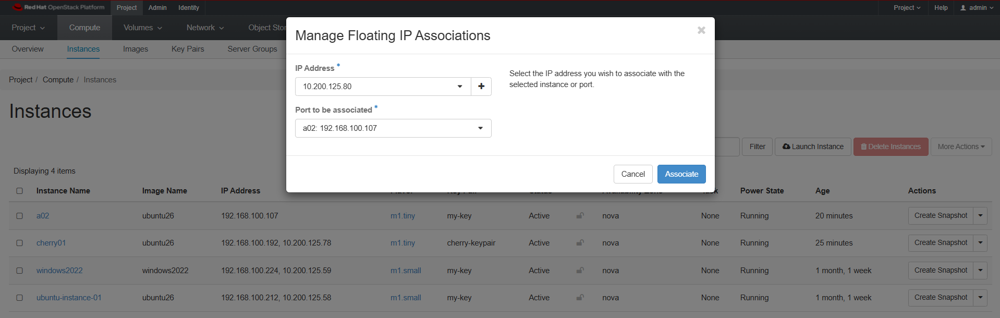 Red Hat OpenStack Platform Project Admin Identity Project Help admin
Project Compute Volumes Network Object Stor
Overview Instances Images Key Pairs Server Groups
Project / Compute / Instances
Instances
Manage Floating IP Associations
IP Address *
10.200.125.80
Port to be associated *
a02: 192.168.100.107
Select the IP address you wish to associate with the
selected instance or port.
Cancel Associate
Filter Launch Instance Delete Instances More Actions
Displaying 4 items
Instance Name Image Name IP Address Power State Age Actions
a02 ubuntu26 192.168.100.107 m1.tiny my-key Active nova None Running 20 minutes Create Snapshot
cherry01 ubuntu26 192.168.100.192, 10.200.125.78 m1.tiny cherry-keypair Active nova None Running 25 minutes Create Snapshot
windows2022 windows2022 192.168.100.224, 10.200.125.59 m1.small my-key Active nova None Running 1 month, 1 week Create Snapshot
ubuntu-instance-01 ubuntu26 192.168.100.212, 10.200.125.58 m1.small my-key Active nova None Running 1 month, 1 week Create Snapshot